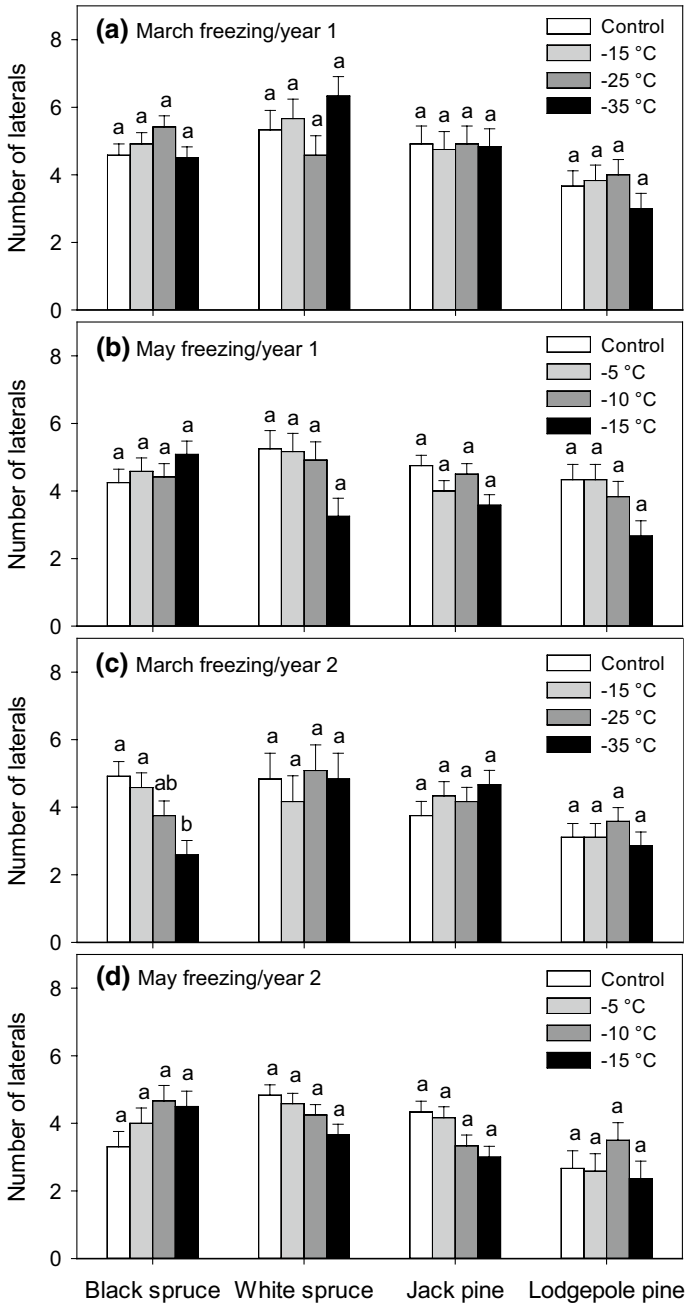 (a) March freezing/year 1
Control
-15 °C
-25 °C
-35 °C
Number of laterals
8
6
4
2
0
a a a a a a a a a a a a a a a a
(b) May freezing/year 1
Control
-5 °C
-10 °C
-15 °C
Number of laterals
8
6
4
2
0
a a a a a a a a a a a a a a a a
(c) March freezing/year 2
Control
-15 °C
-25 °C
-35 °C
Number of laterals
8
6
4
2
0
a a ab b a a a a a a a a a a a a
(d) May freezing/year 2
Control
-5 °C
-10 °C
-15 °C
Number of laterals
8
6
4
2
0
a a a a a a a a a a a a a a a a
Black spruce White spruce Jack pine Lodgepole pine